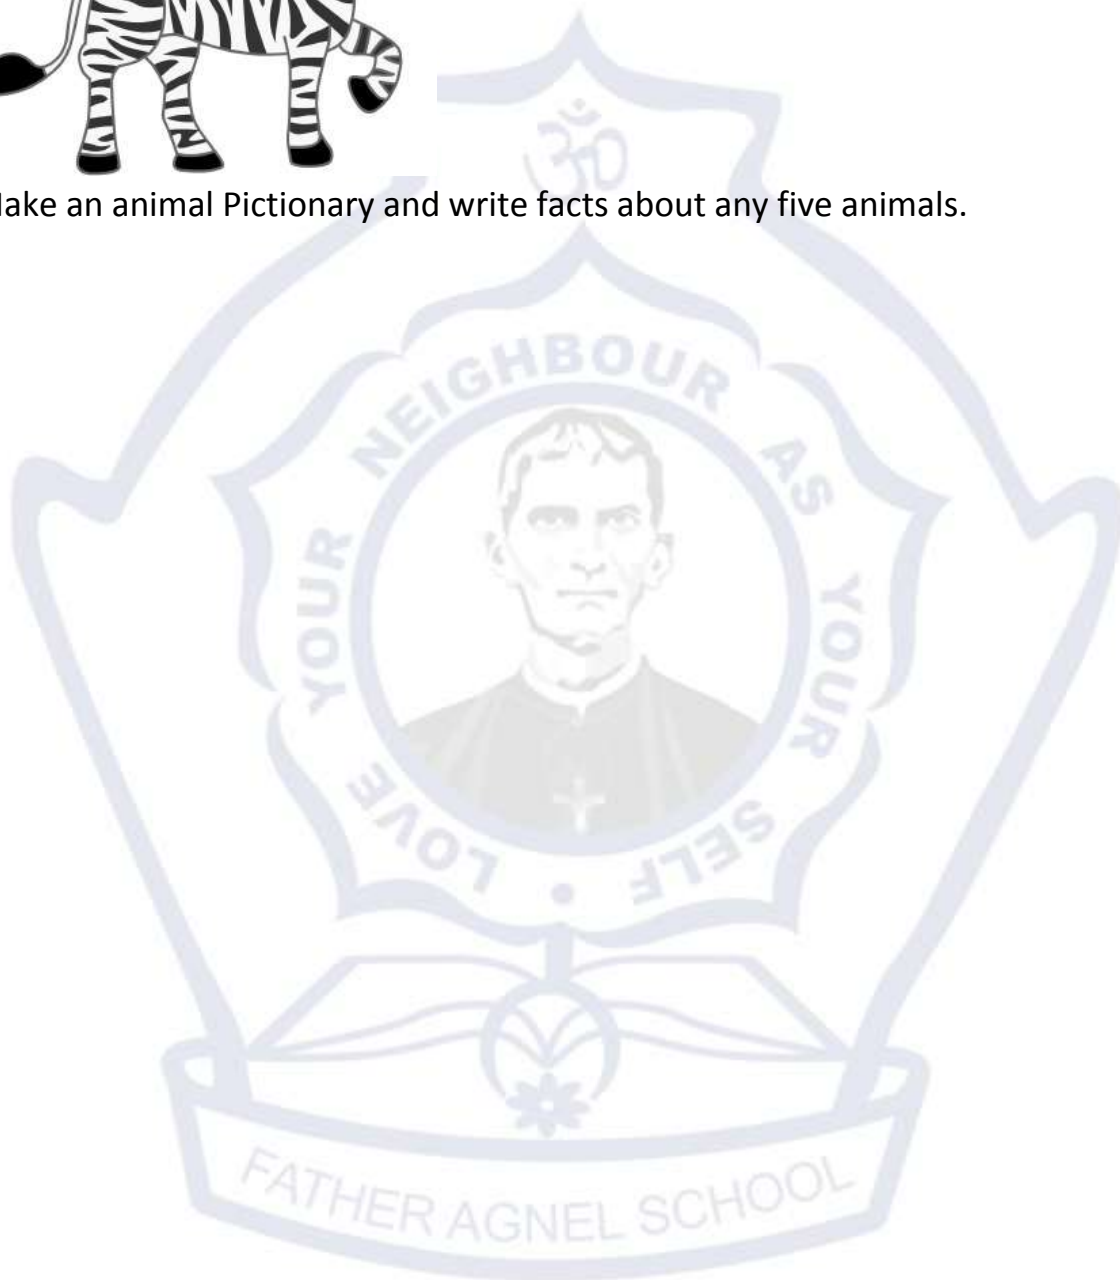 ake an animal Pictionary and write facts about any five animals.
ॐ
LOVE YOUR NEIGHBOUR AS YOUR SELF
FATHER AGNEL SCHOOL